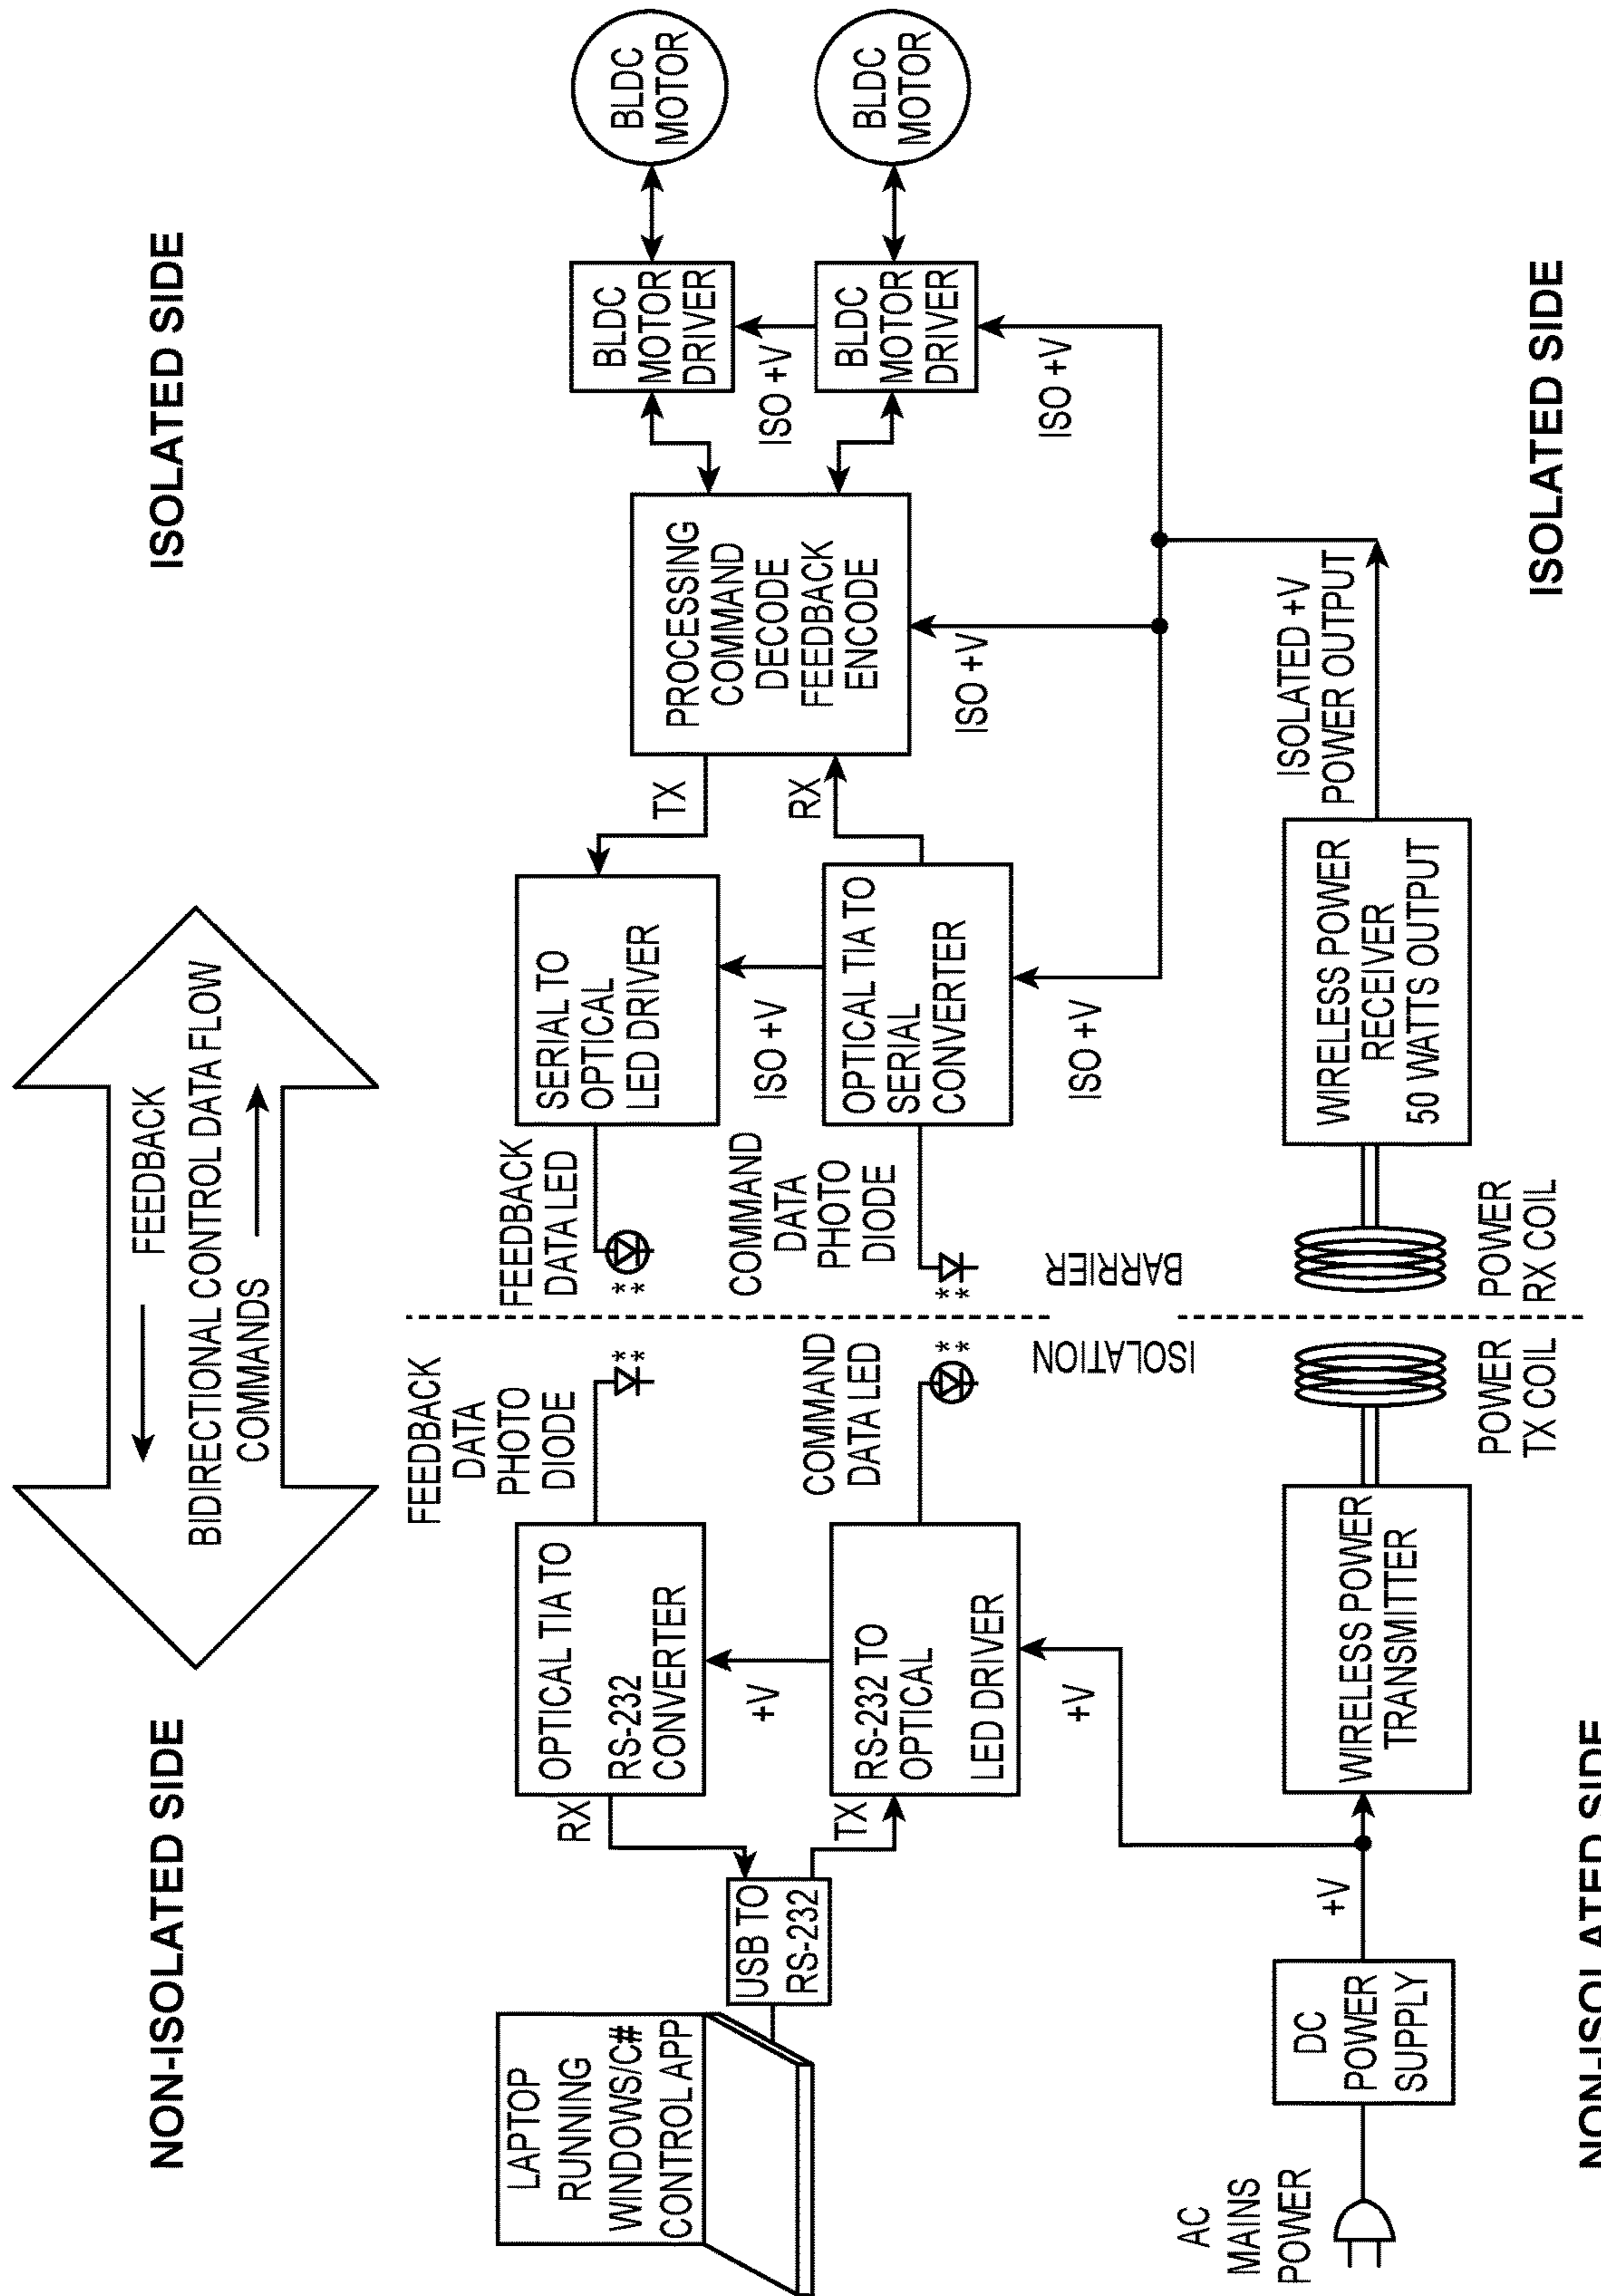 NON-ISOLATED SIDE
ISOLATED SIDE
FEEDBACK
BIDIRECTIONAL CONTROL DATA FLOW
COMMANDS
LAPTOP
RUNNING
WINDOWS/C#
CONTROL APP
USB TO
RS-232
RX
TX
OPTICAL TIA TO
RS-232
CONVERTER
+V
RS-232 TO
OPTICAL
LED DRIVER
+V
FEEDBACK
DATA
PHOTO
DIODE
**
COMMAND
DATA LED
**
ISOLATION
BARRIER
FEEDBACK
DATA LED
**
COMMAND
DATA
PHOTO
DIODE
**
SERIAL TO
OPTICAL
LED DRIVER
ISO +V
OPTICAL TIA TO
SERIAL
CONVERTER
ISO +V
TX
RX
PROCESSING
COMMAND
DECODE
FEEDBACK
ENCODE
ISO +V
BLDC
MOTOR
DRIVER
ISO +V
BLDC
MOTOR
DRIVER
ISO +V
BLDC
MOTOR
BLDC
MOTOR
AC
MAINS
POWER
DC
POWER
SUPPLY
+V
WIRELESS POWER
TRANSMITTER
POWER
TX COIL
POWER
RX COIL
WIRELESS POWER
RECEIVER
50 WATTS OUTPUT
ISOLATED +V
POWER OUTPUT
NON-ISOLATED SIDE
ISOLATED SIDE